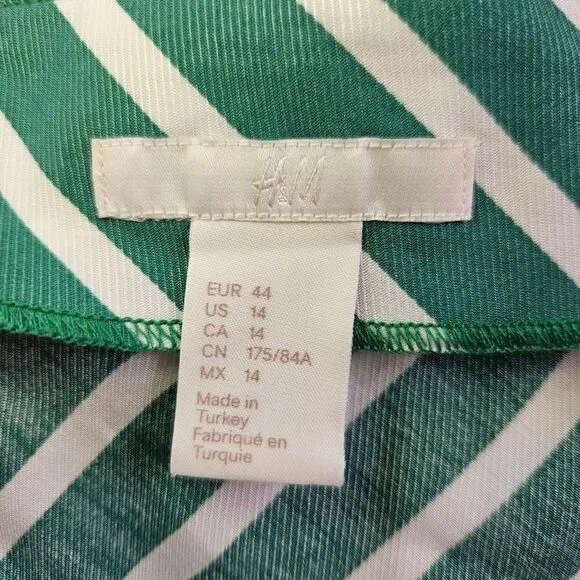 H&M
EUR 44
US 14
CA 14
CN 175/84A
MX 14
Made in
Turkey
Fabriqué en
Turquie